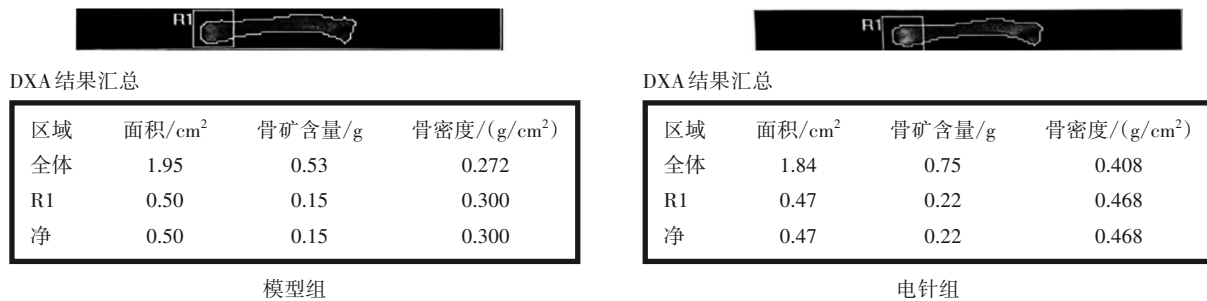 R1
DXA结果汇总
区域 面积/cm² 骨矿含量/g 骨密度/(g/cm²)
全体 1.95 0.53 0.272
R1 0.50 0.15 0.300
净 0.50 0.15 0.300
模型组
R1
DXA结果汇总
区域 面积/cm² 骨矿含量/g 骨密度/(g/cm²)
全体 1.84 0.75 0.408
R1 0.47 0.22 0.468
净 0.47 0.22 0.468
电针组